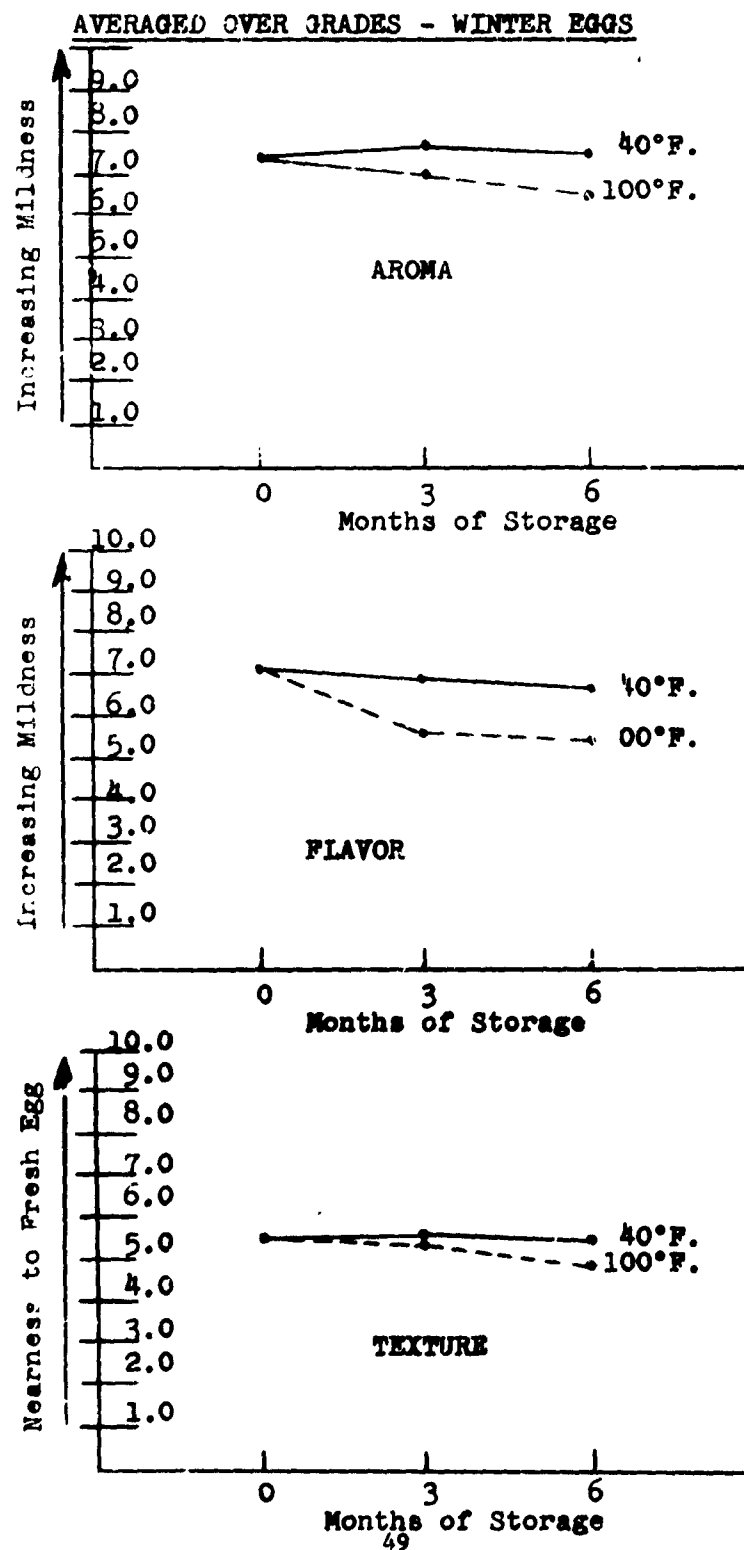 AVERAGED OVER GRADES - WINTER EGGS
Increasing Mildness
9.0
8.0
7.0
6.0
5.0
4.0
3.0
2.0
1.0
40°F.
100°F.
AROMA
0 3 6
Months of Storage
Increasing Mildness
10.0
9.0
8.0
7.0
6.0
5.0
4.0
3.0
2.0
1.0
40°F.
00°F.
FLAVOR
0 3 6
Months of Storage
Nearness to Fresh Egg
10.0
9.0
8.0
7.0
6.0
5.0
4.0
3.0
2.0
1.0
40°F.
100°F.
TEXTURE
0 3 6
Months of Storage
49